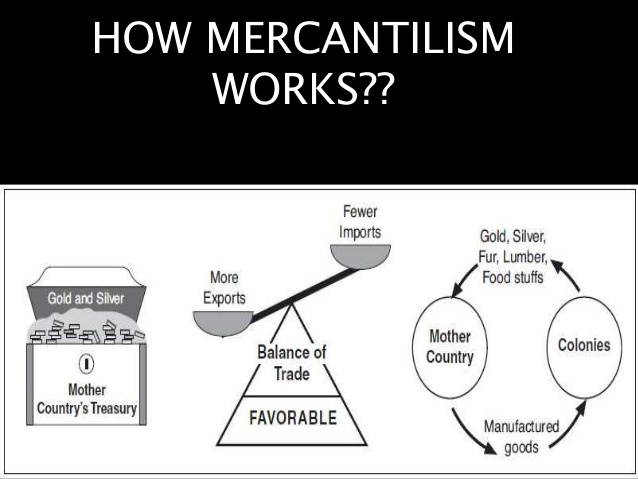 HOW MERCANTILISM
WORKS??
Gold and Silver
Mother
Country's Treasury
Fewer
Imports
More
Exports
Balance of
Trade
FAVORABLE
Gold, Silver,
Fur, Lumber,
Food stuffs
Mother
Country
Colonies
Manufactured
goods